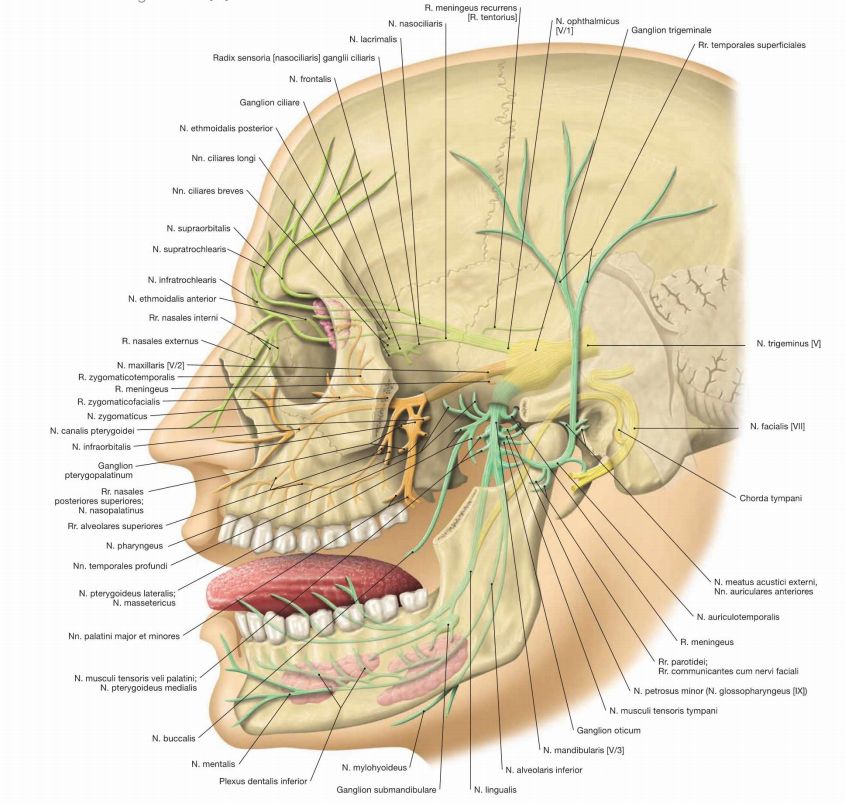 R. meningeus recurrens
[R. tentorius]
N. nasociliaris
N. ophthalmicus
[V/1]
Ganglion trigeminale
N. lacrimalis
Rr. temporales superficiales
Radix sensoria [nasociliaris] ganglii ciliaris
N. frontalis
Ganglion ciliare
N. ethmoidalis posterior
Nn. ciliares longi
Nn. ciliares breves
N. supraorbitalis
N. supratrochlearis
N. infratrochlearis
N. ethmoidalis anterior
Rr. nasales interni
R. nasales externus
N. maxillaris [V/2]
R. zygomaticotemporalis
R. meningeus
R. zygomaticofacialis
N. zygomaticus
N. canalis pterygoidei
N. infraorbitalis
Ganglion
pterygopalatinum
Rr. nasales
posteriores superiores;
N. nasopalatinus
Rr. alveolares superiores
N. pharyngeus
Nn. temporales profundi
N. pterygoideus lateralis;
N. massetericus
Nn. palatini major et minores
N. musculi tensoris veli palatini;
N. pterygoideus medialis
N. buccalis
N. mentalis
Plexus dentalis inferior
N. mylohyoideus
Ganglion submandibulare
N. lingualis
N. alveolaris inferior
N. mandibularis [V/3]
Ganglion oticum
N. musculi tensoris tympani
N. petrosus minor (N. glossopharyngeus [IX])
Rr. parotidei;
Rr. communicantes cum nervi faciali
R. meningeus
N. auriculotemporalis
N. meatus acustici externi,
Nn. auriculares anteriores
Chorda tympani
N. facialis [VII]
N. trigeminus [V]